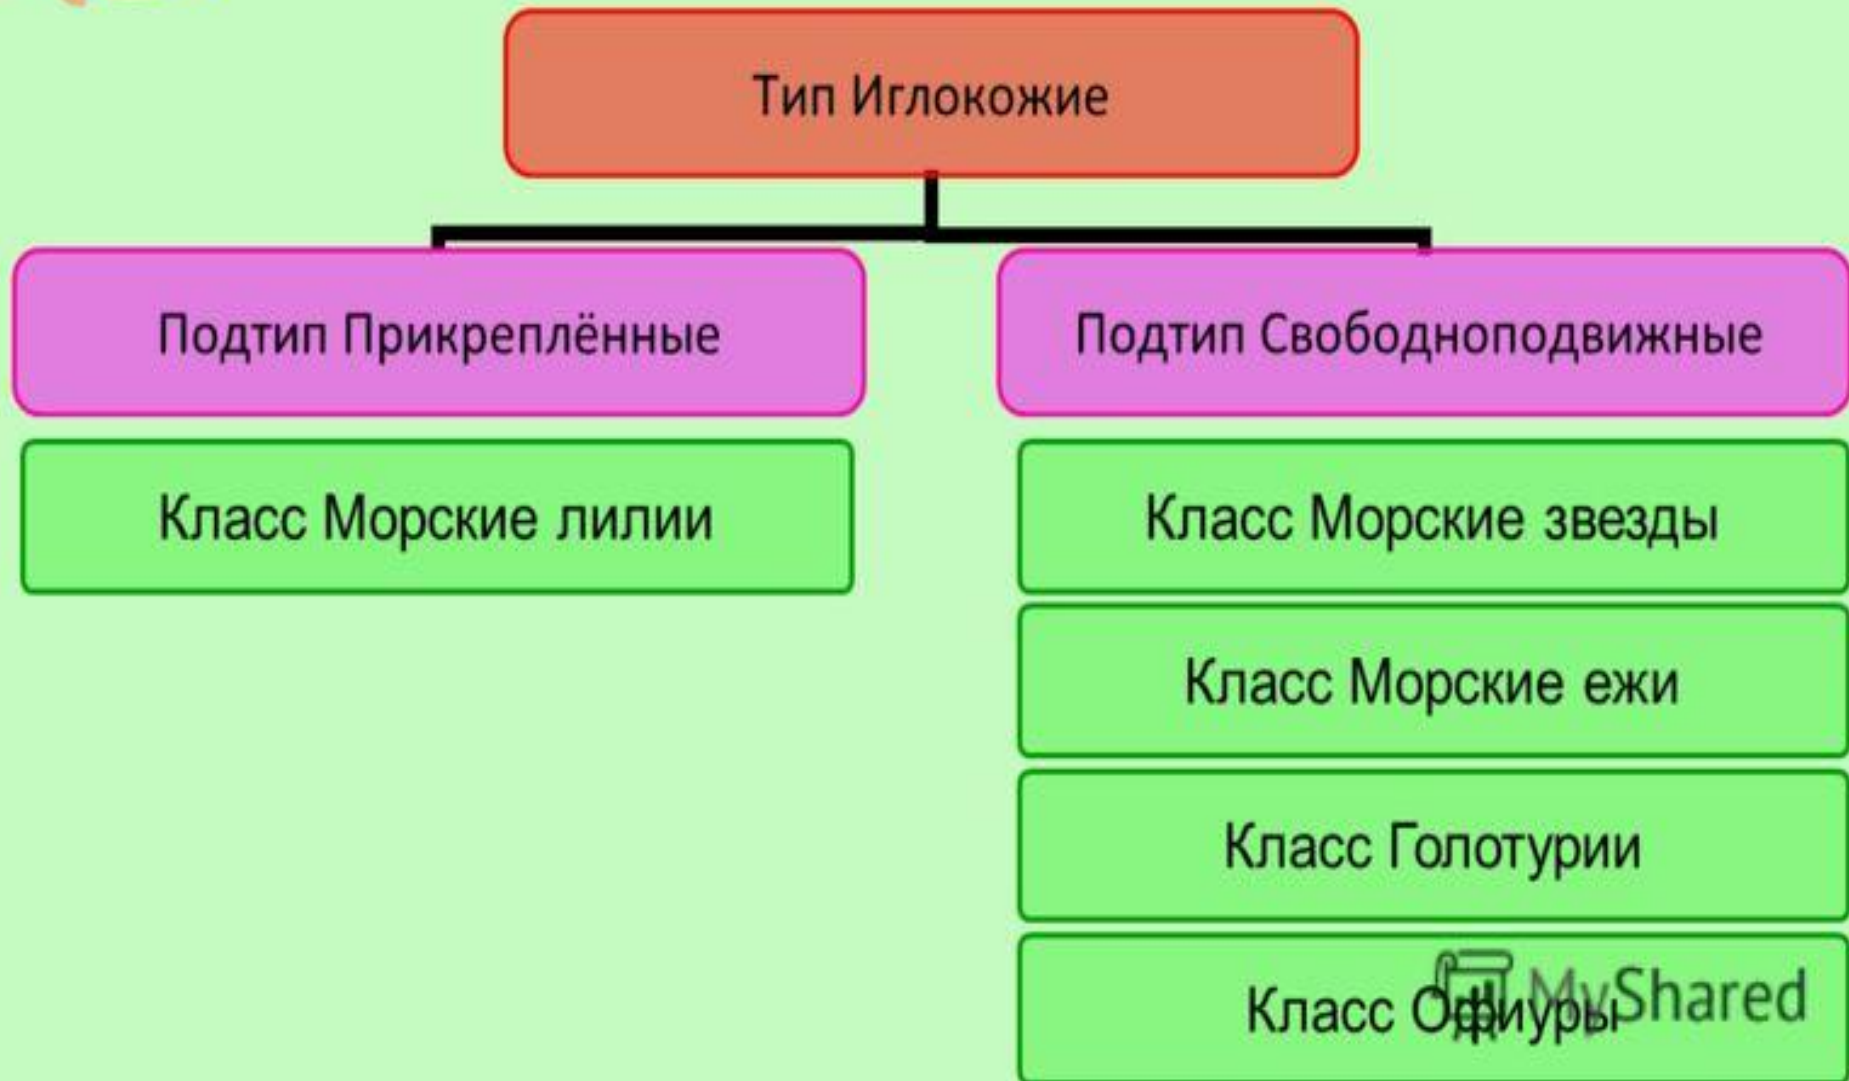 Тип Иглокожие
Подтип Прикреплённые
Подтип Свободноподвижные
Класс Морские лилии
Класс Морские звезды
Класс Морские ежи
Класс Голотурии
Класс Офиуры
MyShared